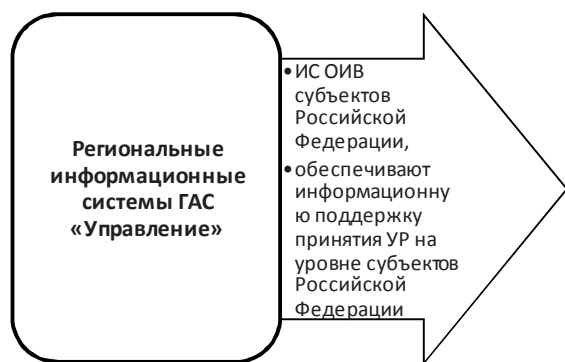 Региональные
информационные
системы ГАС
«Управление»
•ИС ОИВ
субъектов
Российской
Федерации,
•обеспечивают
информационну
ю поддержку
принятия УР на
уровне субъектов
Российской
Федерации